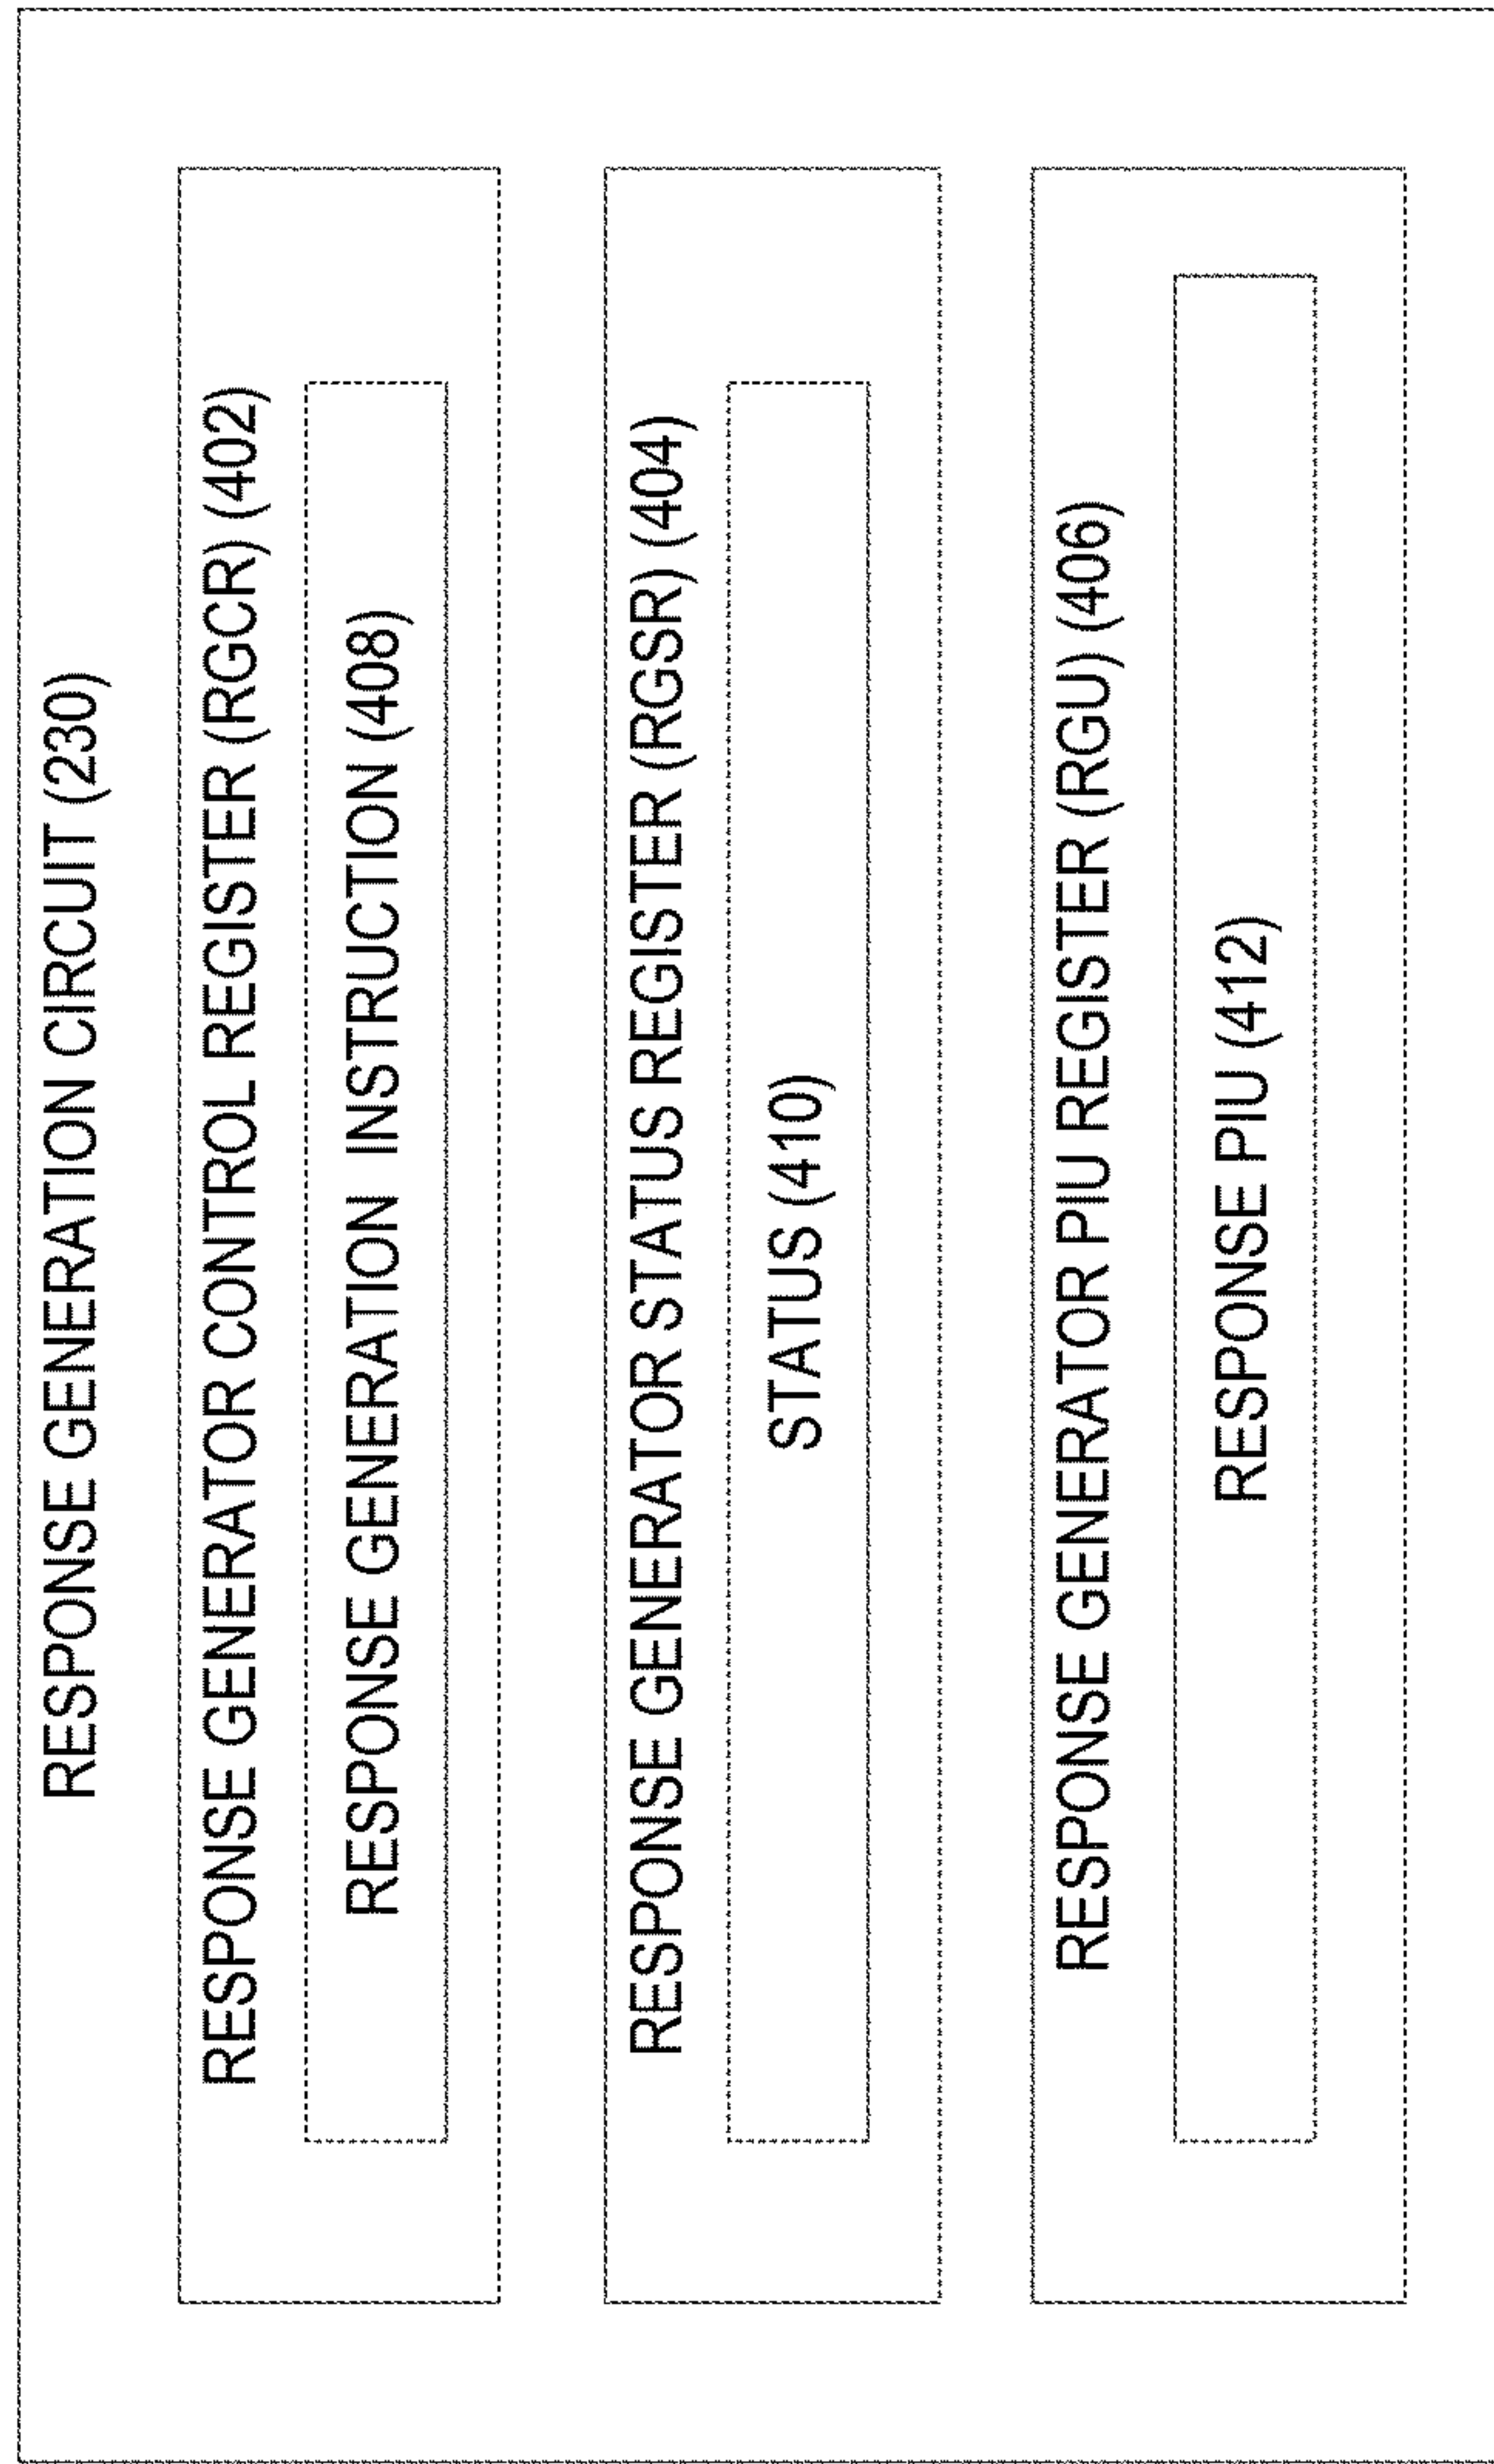 RESPONSE GENERATION CIRCUIT (230)
RESPONSE GENERATOR CONTROL REGISTER (RGCR) (402)
RESPONSE GENERATION INSTRUCTION (408)
RESPONSE GENERATOR STATUS REGISTER (RGSR) (404)
STATUS (410)
RESPONSE GENERATOR PIU REGISTER (RGU) (406)
RESPONSE PIU (412)